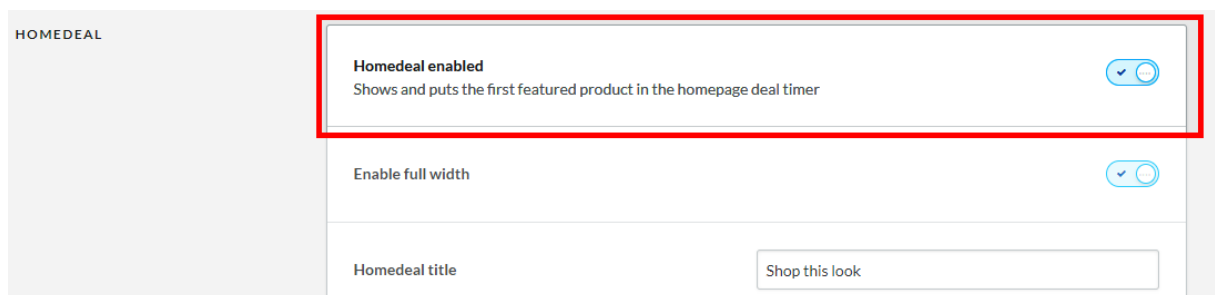 HOMEDEAL
Homedeal enabled
Shows and puts the first featured product in the homepage deal timer
Enable full width
Homedeal title
Shop this look